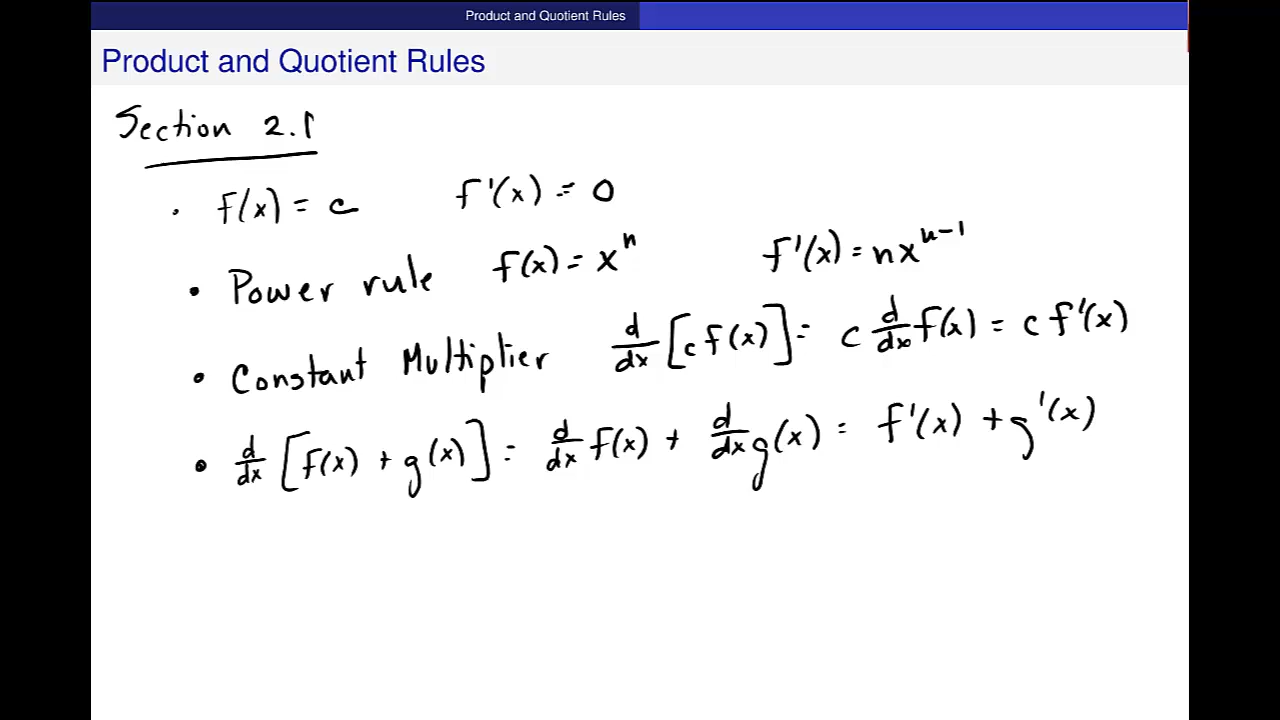 Product and Quotient Rules
Product and Quotient Rules
Section 2.1
• f(x) = c f'(x) = 0
• Power rule f(x) = x^n f'(x) = nx^{n-1}
• Constant Multiplier d/dx [c f(x)] = c d/dx f(x) = c f'(x)
• d/dx [f(x) + g(x)] = d/dx f(x) + d/dx g(x) = f'(x) + g'(x)